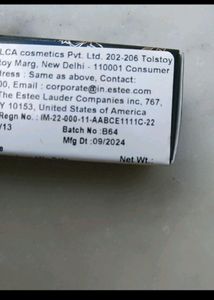 LCA cosmetics Pvt. Ltd. 202-206 Tolstoy
toy Marg, New Delhi - 110001 Consumer
ress : Same as above, Contact:
00, Email : corporate@in.estee.com
The Estee Lauder Companies inc, 767,
Y 10153, United States of America
Regn No. : IM-22-000-11-AABCE1111C-22
/13
Batch No :B64
Mfg Dt :09/2024
e
Net Wt.: